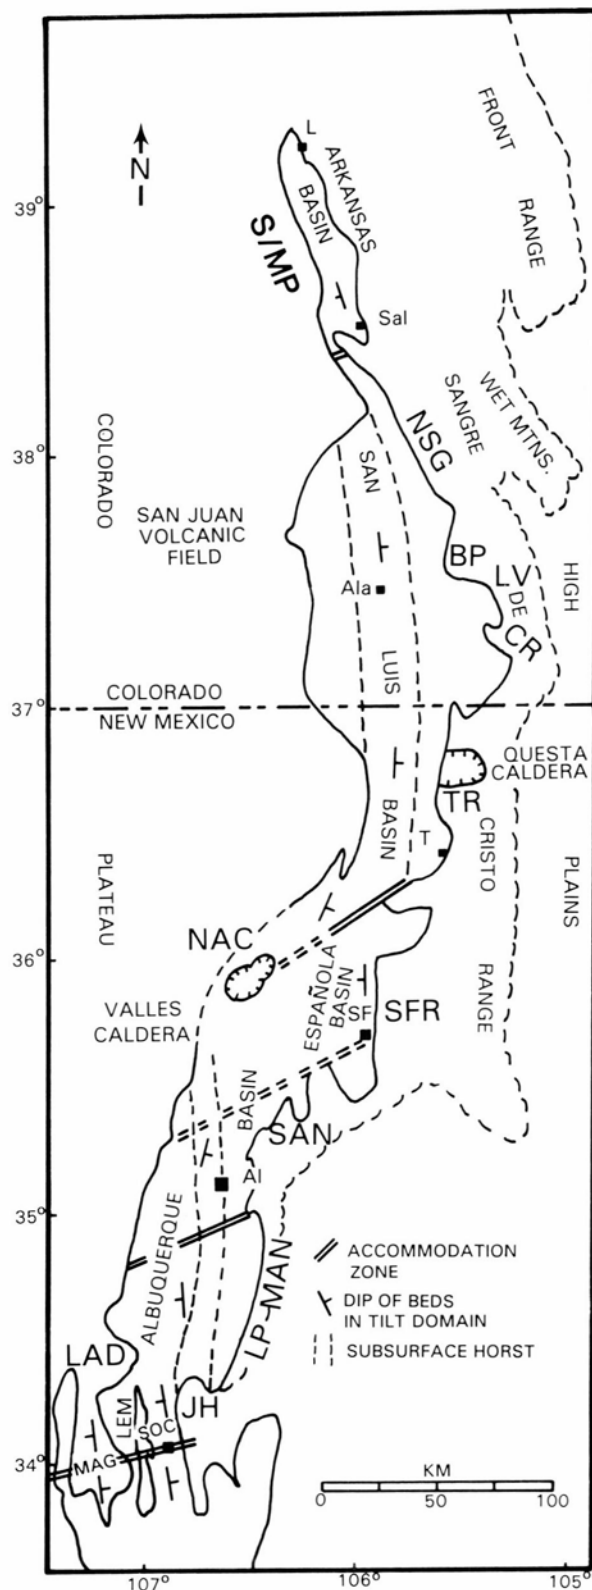 FRONT
RANGE
L
N
39°
ARKANSAS
BASIN
S/MP
Sal
SANGRE
WET MTNS.
NSG
COLORADO
38°
SAN
SAN JUAN
VOLCANIC
FIELD
BP
LV
HIGH
DE
Ala
CR
LUIS
COLORADO
37°
NEW MEXICO
QUESTA
CALDERA
TR
BASIN
T
CRISTO
PLAINS
PLATEAU
NAC
36°
VALLES
CALDERA
ESPAÑOLA
BASIN
SF
SFR
RANGE
BASIN
SAN
Al
35°
ALBUQUERQUE
ACCOMMODATION
ZONE
MAN
DIP OF BEDS
IN TILT DOMAIN
LP
SUBSURFACE HORST
LAD
LEM
JH
SOC
MAG
34°
KM
0 50 100
107° 106° 105°